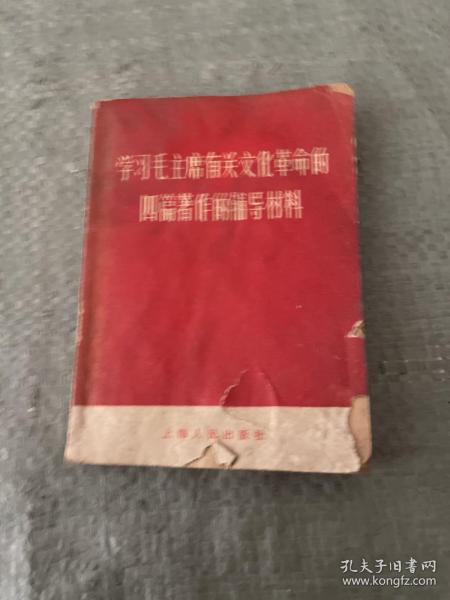 学习毛主席有关文化革命的
四篇著作的辅导材料
上海人民出版社
孔夫子旧书网
www.kongfz.com